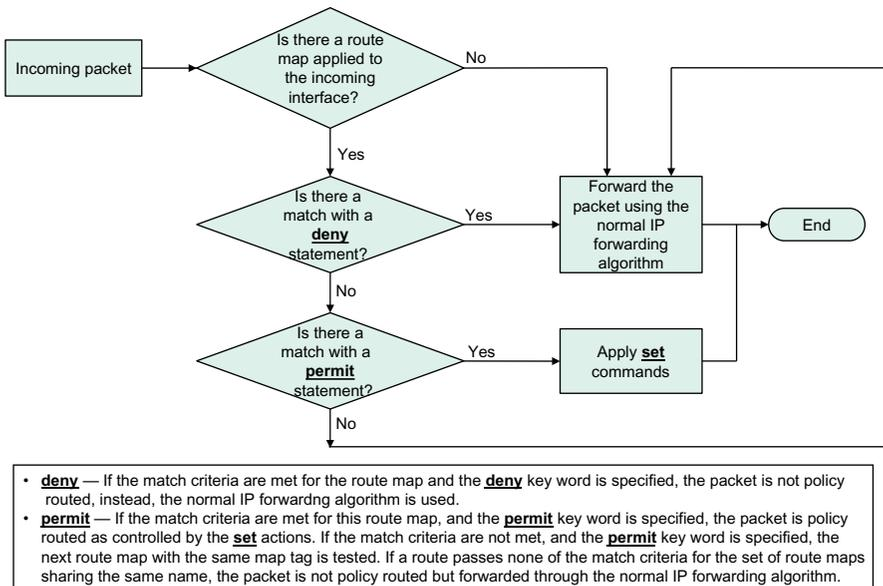 Incoming packet
Is there a route
map applied to
the incoming
interface?
No
Yes
Is there a
match with a
deny
statement?
Yes
Forward the
packet using the
normal IP
forwarding
algorithm
End
No
Is there a
match with a
permit
statement?
Yes
Apply set
commands
No
• deny — If the match criteria are met for the route map and the deny key word is specified, the packet is not policy
routed, instead, the normal IP forwardng algorithm is used.
• permit — If the match criteria are met for this route map, and the permit key word is specified, the packet is policy
routed as controlled by the set actions. If the match criteria are not met, and the permit key word is specified, the
next route map with the same map tag is tested. If a route passes none of the match criteria for the set of route maps
sharing the same name, the packet is not policy routed but forwarded through the normal IP forwarding algorithm.